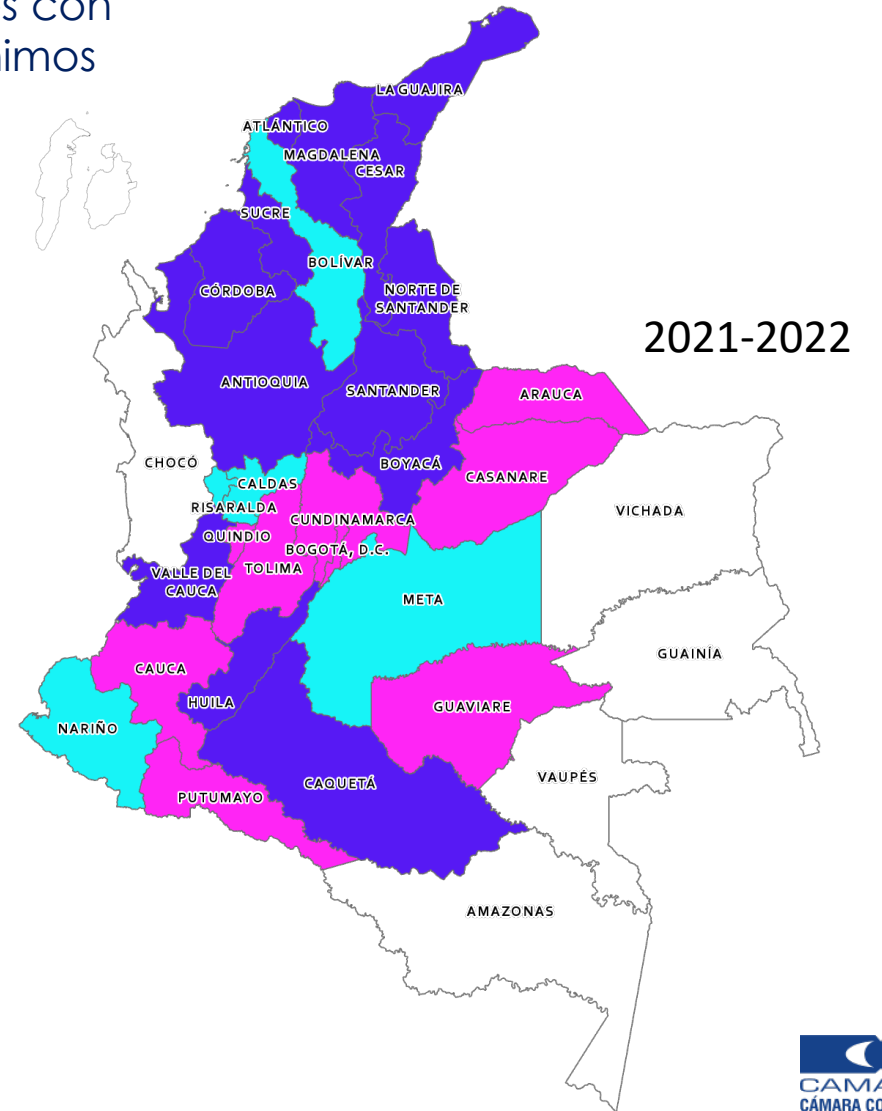 con
LA GUAJIRA
ATLÁNTICO
MAGDALENA
CESAR
SUCRE
BOLÍVAR
CÓRDOBA
NORTE DE
SANTANDER
2021-2022
ANTIOQUIA
SANTANDER
ARAUCA
CHOCÓ
BOYACÁ
CASANARE
CALDAS
RISARALDA
VICHADA
CUNDINAMARCA
QUINDIO
BOGOTÁ, D.C.
VALLE DEL
CAUCA
TOLIMA
META
GUAINÍA
CAUCA
HUILA
GUAVIARE
NARIÑO
VAUPÉS
CAQUETÁ
PUTUMAYO
AMAZONAS
CÁMARA